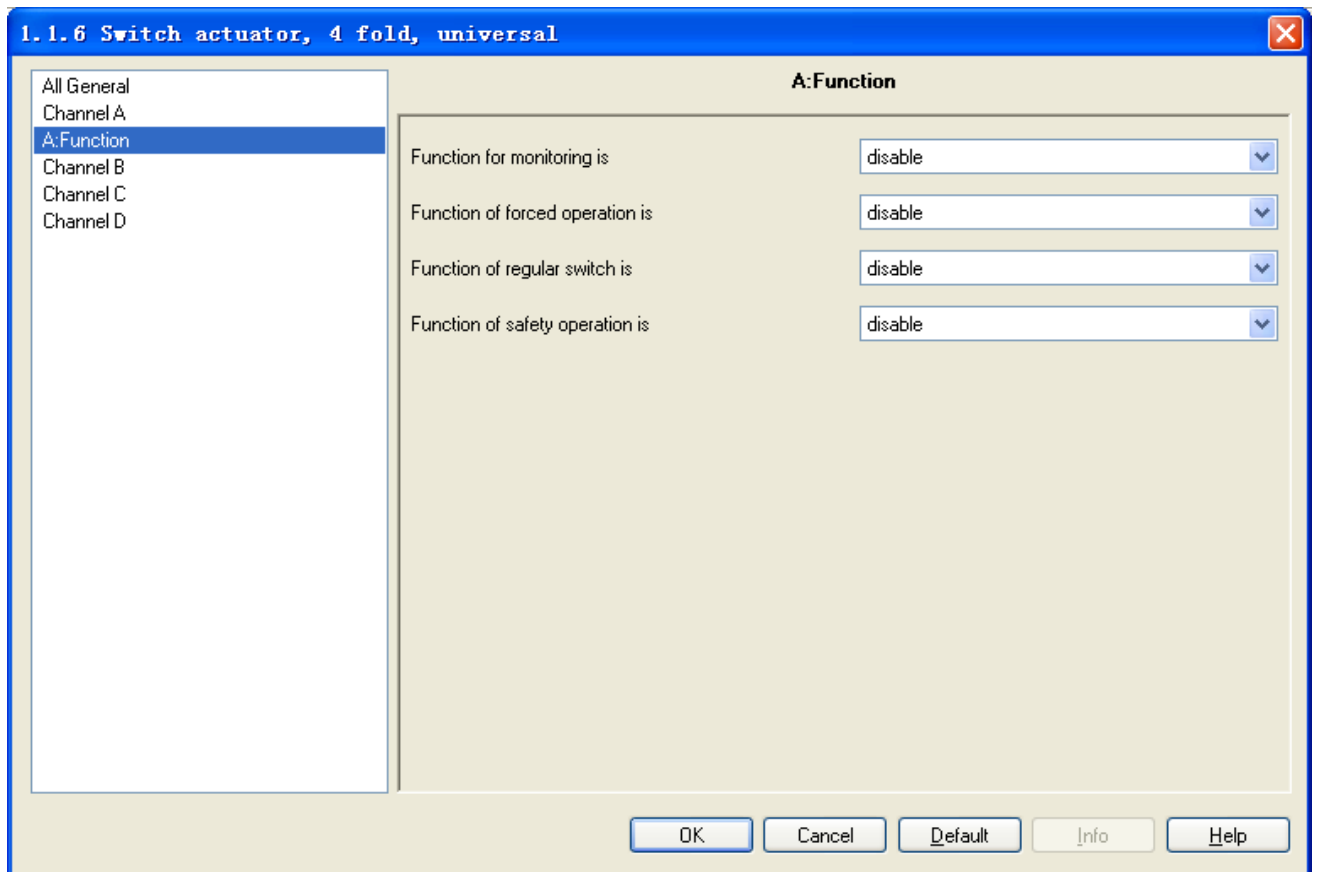 1.1.6 Switch actuator, 4 fold, universal
All General
Channel A
A:Function
Channel B
Channel C
Channel D
A:Function
Function for monitoring is disable
Function of forced operation is disable
Function of regular switch is disable
Function of safety operation is disable
OK Cancel Default Info Help